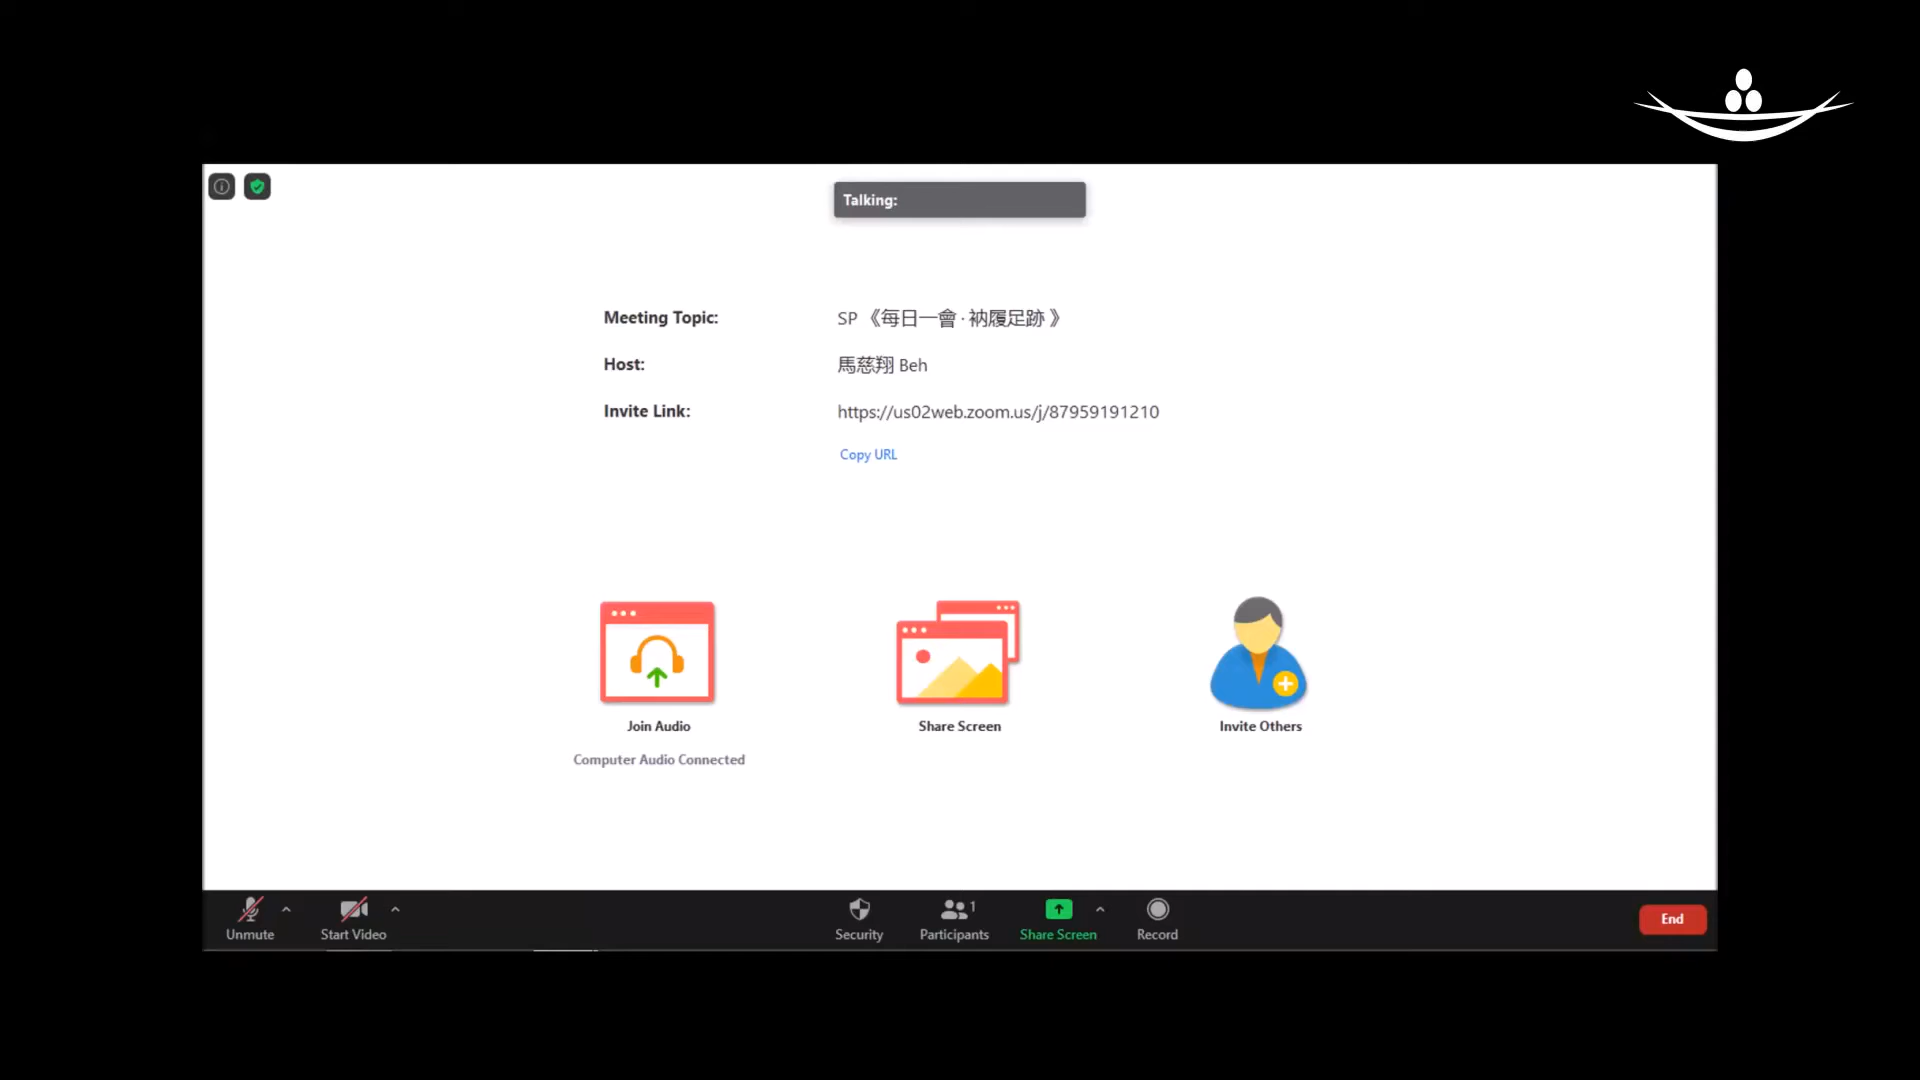 Talking:
Meeting Topic: SP 《每日一會 · 衲履足跡 》
Host: 馬慈翔 Beh
Invite Link: https://us02web.zoom.us/j/87959191210
Copy URL
Join Audio Share Screen Invite Others
Computer Audio Connected
1
Unmute Start Video Security Participants Share Screen Record End